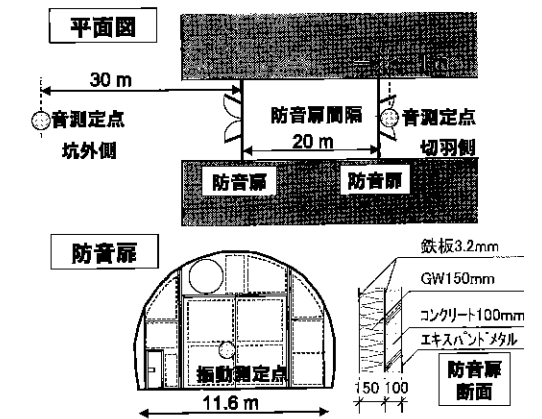 平面図
30 m
音測定点
坑外側
防音扉間隔
20 m
音測定点
切羽側
防音扉
防音扉
防音扉
振動測定点
11.6 m
鉄板3.2mm
GW150mm
コンクリート100mm
エキスパンドメタル
150
100
防音扉
断面